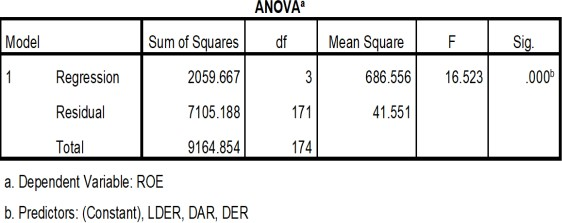 ANOVAa
Model Sum of Squares df Mean Square F Sig.
1 Regression 2059.667 3 686.556 16.523 .000b
Residual 7105.188 171 41.551
Total 9164.854 174
a. Dependent Variable: ROE
b. Predictors: (Constant), LDER, DAR, DER